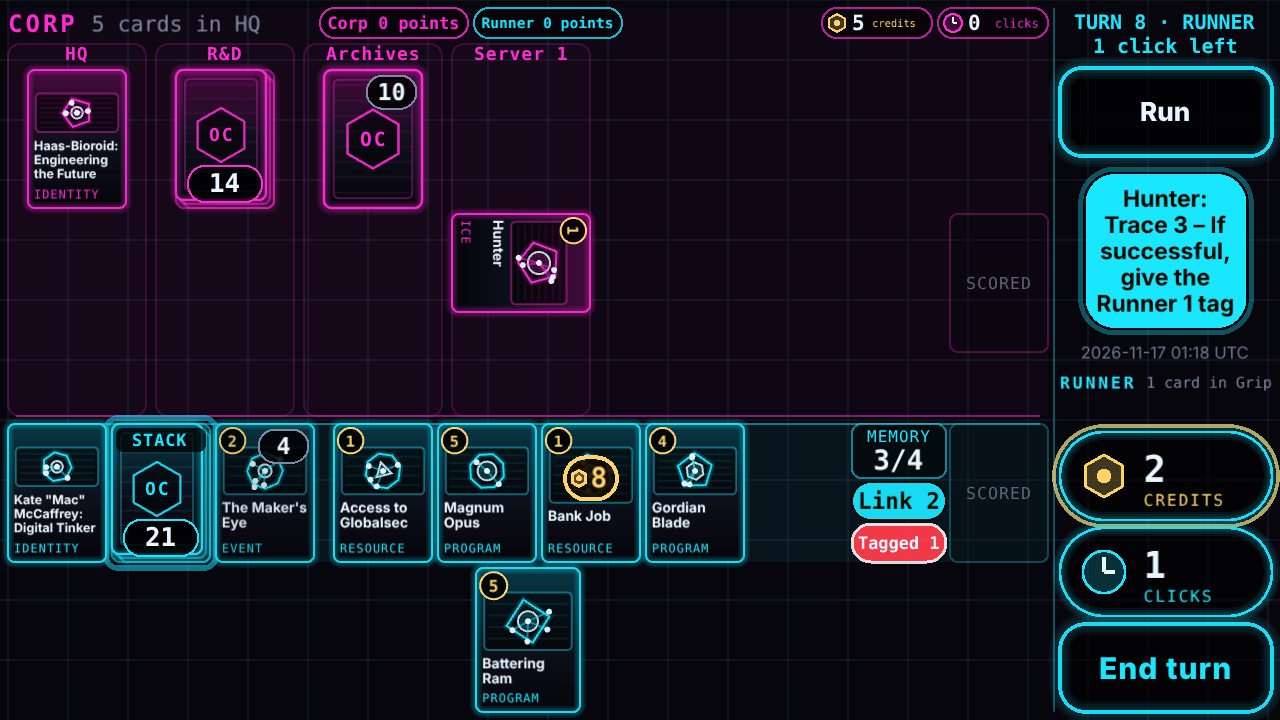 CORP 5 cards in HQ
Corp 0 points
Runner 0 points
5 credits
0 clicks
TURN 8 · RUNNER
1 click left
HQ
R&D
Archives
Server 1
Haas-Bioroid:
Engineering
the Future
IDENTITY
OC
14
10
OC
ICE
Hunter
1
SCORED
Run
Hunter:
Trace 3 – If
successful,
give the
Runner 1 tag
2026-11-17 01:18 UTC
RUNNER 1 card in Grip
Kate "Mac"
McCaffrey:
Digital Tinker
IDENTITY
STACK
OC
21
2
4
The Maker's
Eye
EVENT
1
Access to
Globalsec
RESOURCE
5
Magnum
Opus
PROGRAM
1
8
Bank Job
RESOURCE
4
Gordian
Blade
PROGRAM
MEMORY
3/4
Link 2
Tagged 1
SCORED
2
CREDITS
1
CLICKS
5
Battering
Ram
PROGRAM
End turn